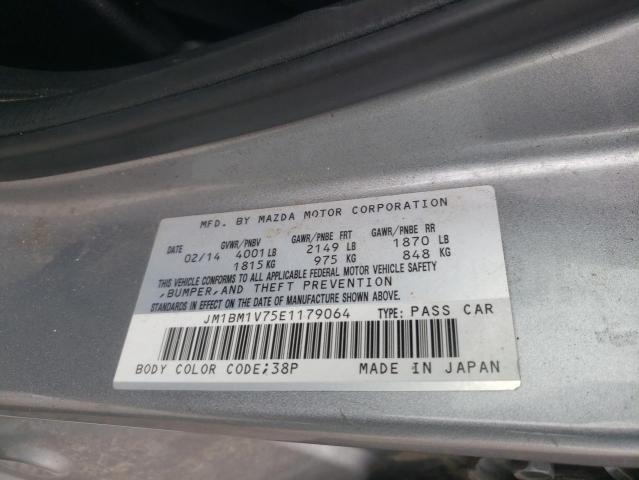 MFD. BY MAZDA MOTOR CORPORATION
DATE GVWR/PNBV GAWR/PNBE FRT GAWR/PNBE RR
02/14 4001 LB 2149 LB 1870 LB
1815 KG 975 KG 848 KG
THIS VEHICLE CONFORMS TO ALL APPLICABLE FEDERAL MOTOR VEHICLE SAFETY
,BUMPER,AND THEFT PREVENTION
STANDARDS IN EFFECT ON THE DATE OF MANUFACTURE SHOWN ABOVE.
JM1BM1V75E1179064 TYPE: PASS CAR
BODY COLOR CODE;38P MADE IN JAPAN